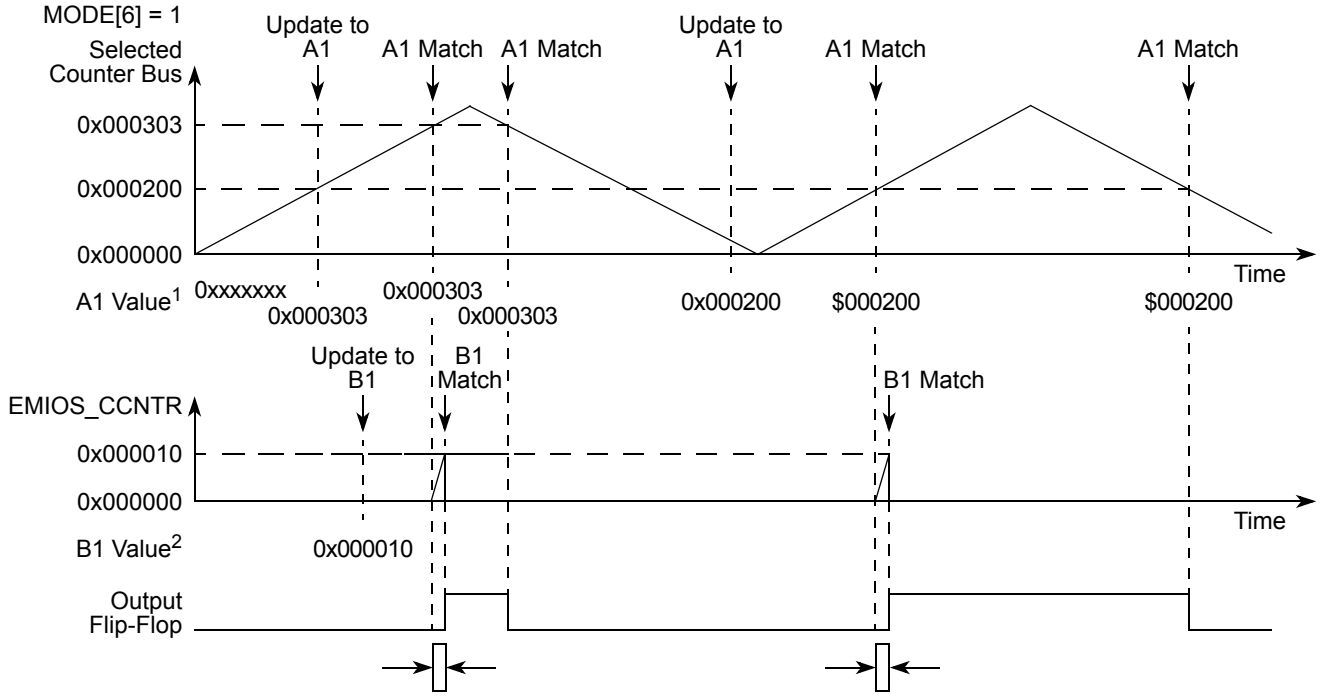 MODE[6] = 1
Update to
A1
A1 Match
A1 Match
Update to
A1
A1 Match
A1 Match
Selected
Counter Bus
0x000303
0x000200
0x000000
Time
A1 Value1
0xxxxxxx
0x000303
0x000303
0x000303
0x000200
$000200
$000200
Update to
B1
B1
Match
B1 Match
EMIOS_CCNTR
0x000010
0x000000
Time
B1 Value2
0x000010
Output
Flip-Flop